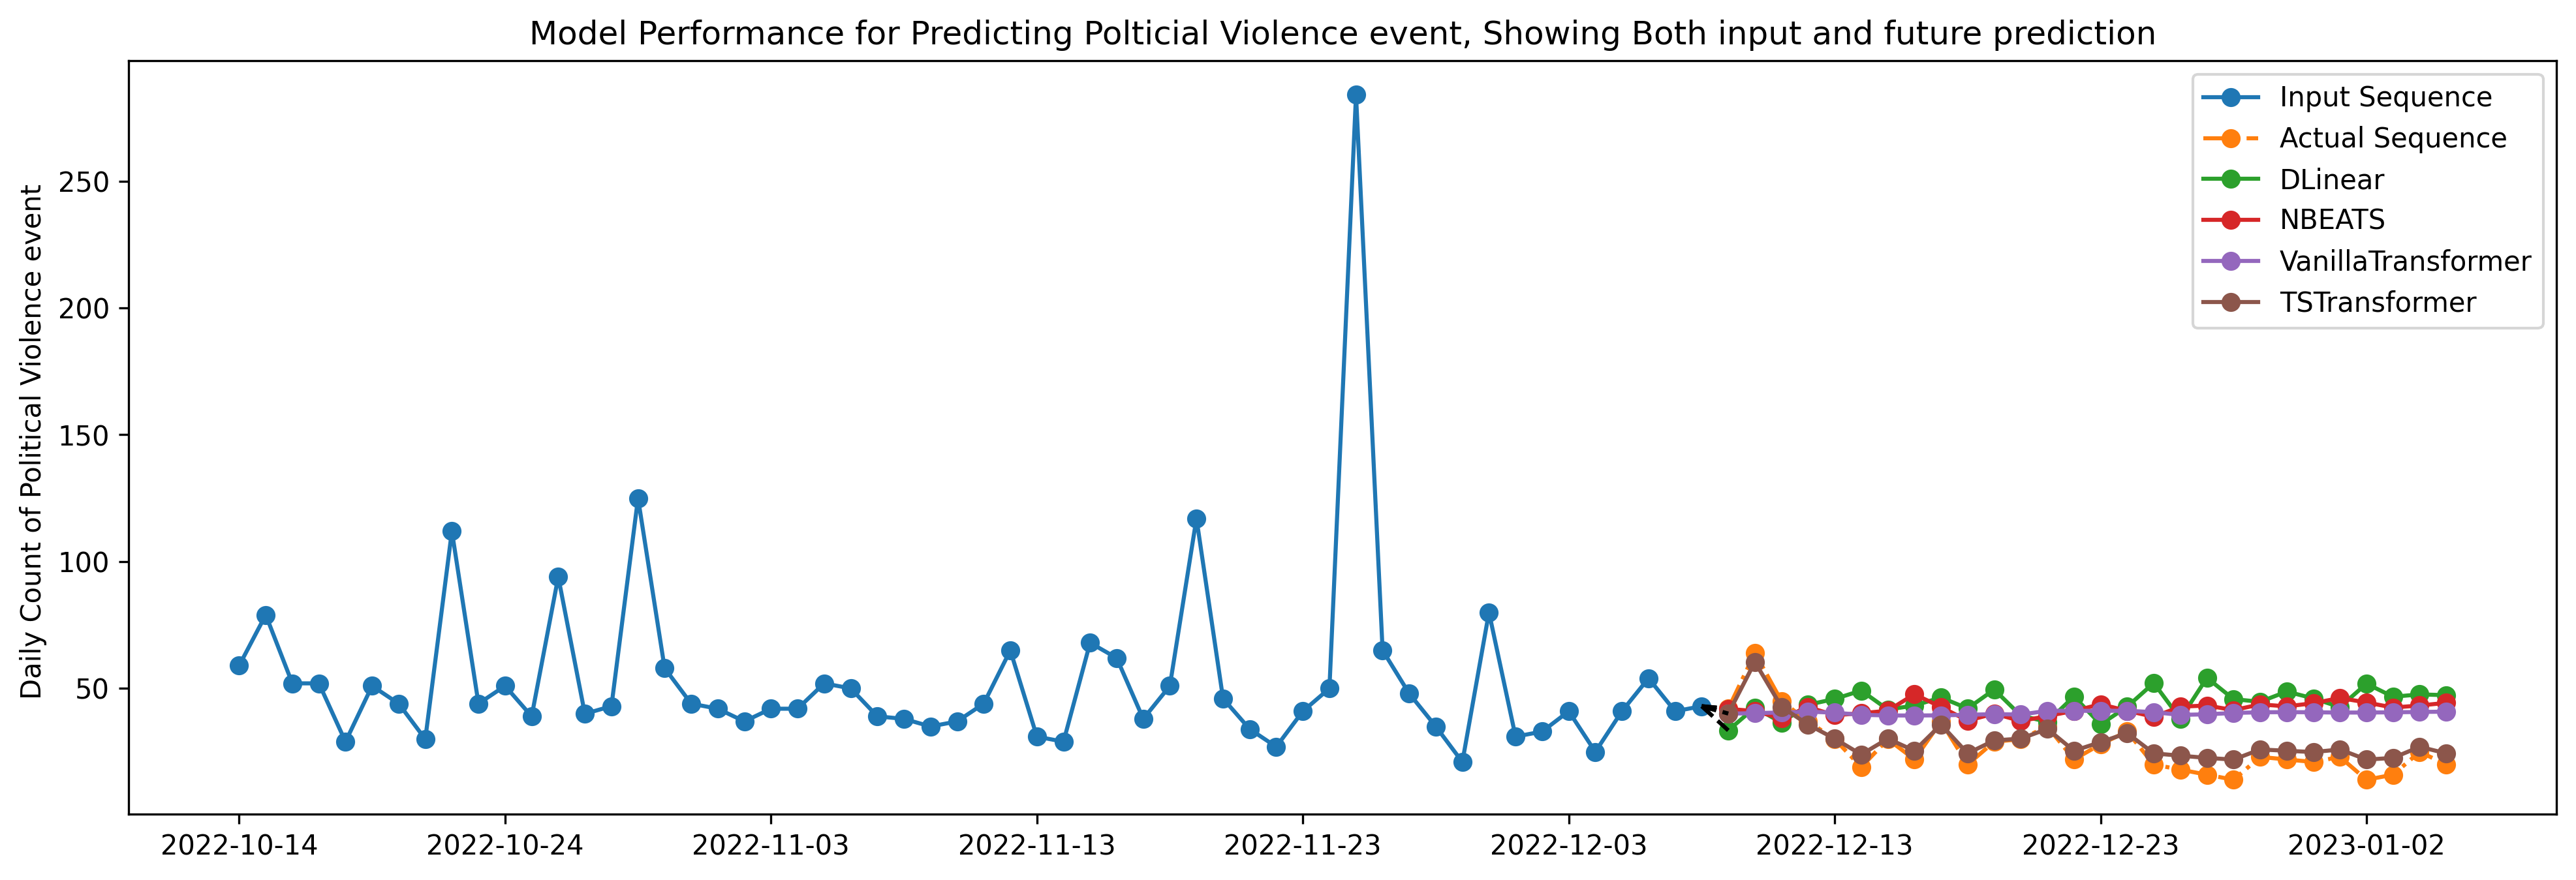 Model Performance for Predicting Polticial Violence event, Showing Both input and future prediction
Daily Count of Political Violence event
250
200
150
100
50
2022-10-14
2022-10-24
2022-11-03
2022-11-13
2022-11-23
2022-12-03
2022-12-13
2022-12-23
2023-01-02
Input Sequence
Actual Sequence
DLinear
NBEATS
VanillaTransformer
TSTransformer